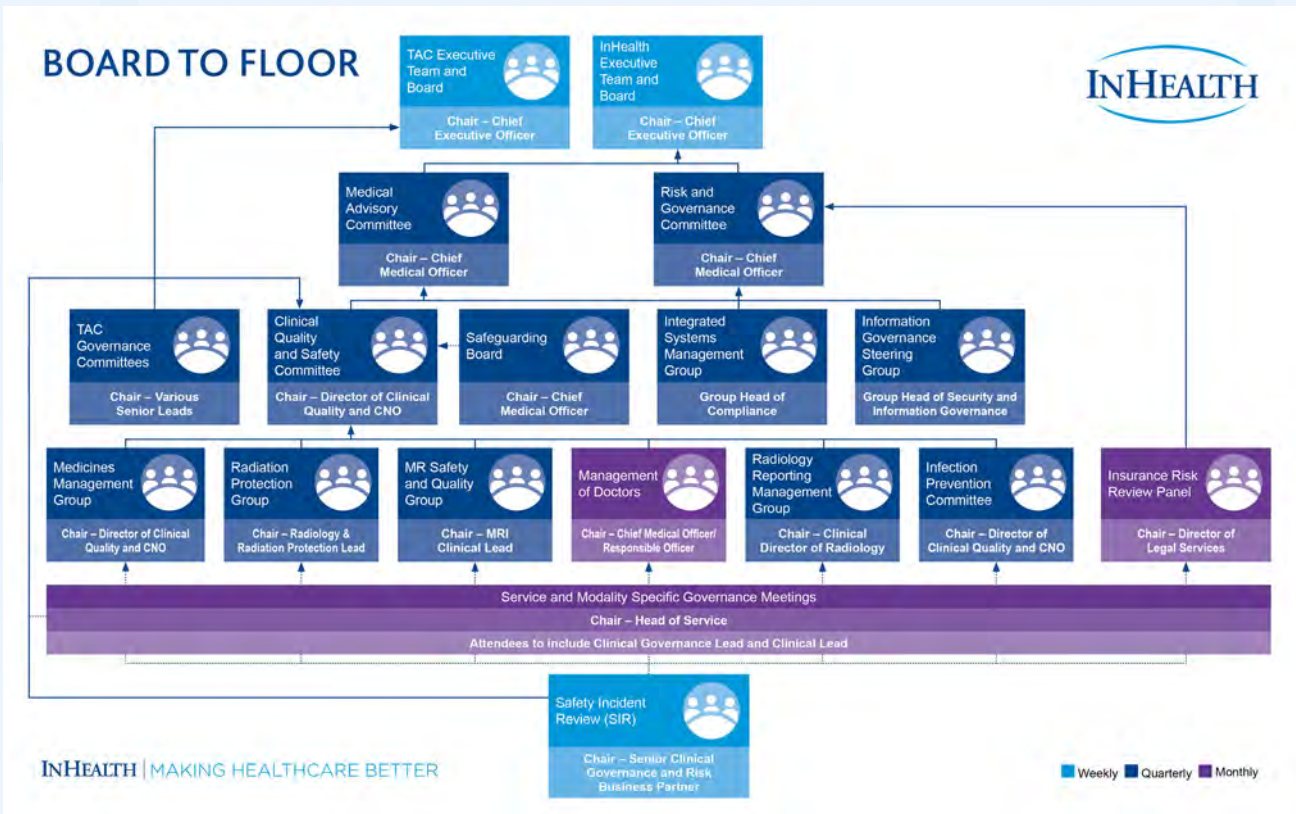 BOARD TO FLOOR
TAC Executive
Team and
Board
Chair – Chief
Executive Officer
InHealth
Executive
Team and
Board
Chair – Chief
Executive Officer
INHEALTH
Medical
Advisory
Committee
Chair – Chief
Medical Officer
Risk and
Governance
Committee
Chair – Chief
Medical Officer
TAC
Governance
Committees
Chair – Various
Senior Leads
Clinical
Quality
and Safety
Committee
Chair – Director of Clinical
Quality and CNO
Safeguarding
Board
Chair – Chief
Medical Officer
Integrated
Systems
Management
Group
Group Head of
Compliance
Information
Governance
Steering
Group
Group Head of Security and
Information Governance
Medicines
Management
Group
Chair – Director of Clinical
Quality and CNO
Radiation
Protection
Group
Chair – Radiology &
Radiation Protection Lead
MR Safety
and Quality
Group
Chair – MRI
Clinical Lead
Management
of Doctors
Chair – Chief Medical Officer/
Responsible Officer
Radiology
Reporting
Management
Group
Chair – Clinical
Director of Radiology
Infection
Prevention
Committee
Chair – Director of
Clinical Quality and CNO
Insurance Risk
Review Panel
Chair – Director of
Legal Services
Service and Modality Specific Governance Meetings
Chair – Head of Service
Attendees to include Clinical Governance Lead and Clinical Lead
Safety Incident
Review (SIR)
Chair – Senior Clinical
Governance and Risk
Business Partner
INHEALTH | MAKING HEALTHCARE BETTER
Weekly Quarterly Monthly